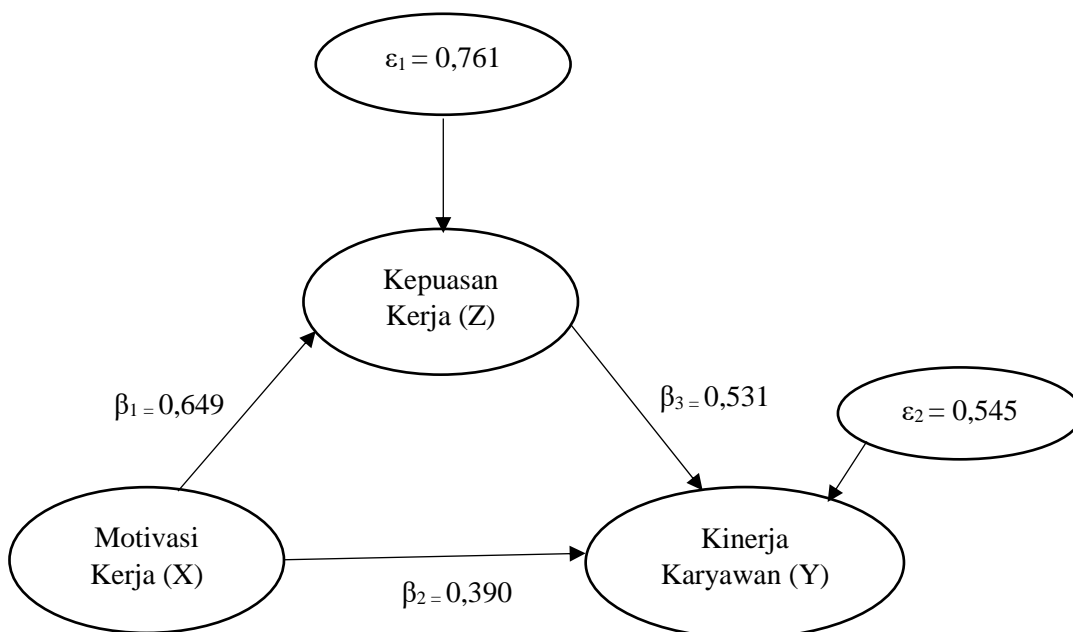 ε₁ = 0,761
Kepuasan
Kerja (Z)
β₁ = 0,649
β₃ = 0,531
ε₂ = 0,545
Motivasi
Kerja (X)
Kinerja
Karyawan (Y)
β₂ = 0,390